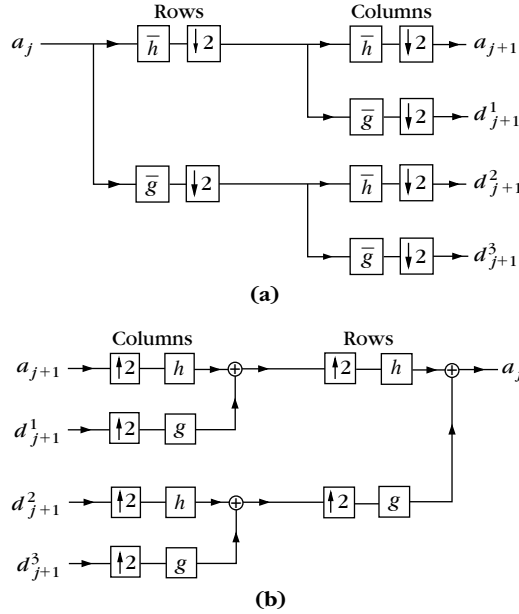 Rows Columns
a_j h̅ ↓2 h̅ ↓2 a_{j+1}
g̅ ↓2 d^1_{j+1}
g̅ ↓2 h̅ ↓2 d^2_{j+1}
g̅ ↓2 d^3_{j+1}
(a)
Columns Rows
a_{j+1} ↑2 h + ↑2 h + a_j
d^1_{j+1} ↑2 g
d^2_{j+1} ↑2 h + ↑2 g
d^3_{j+1} ↑2 g
(b)